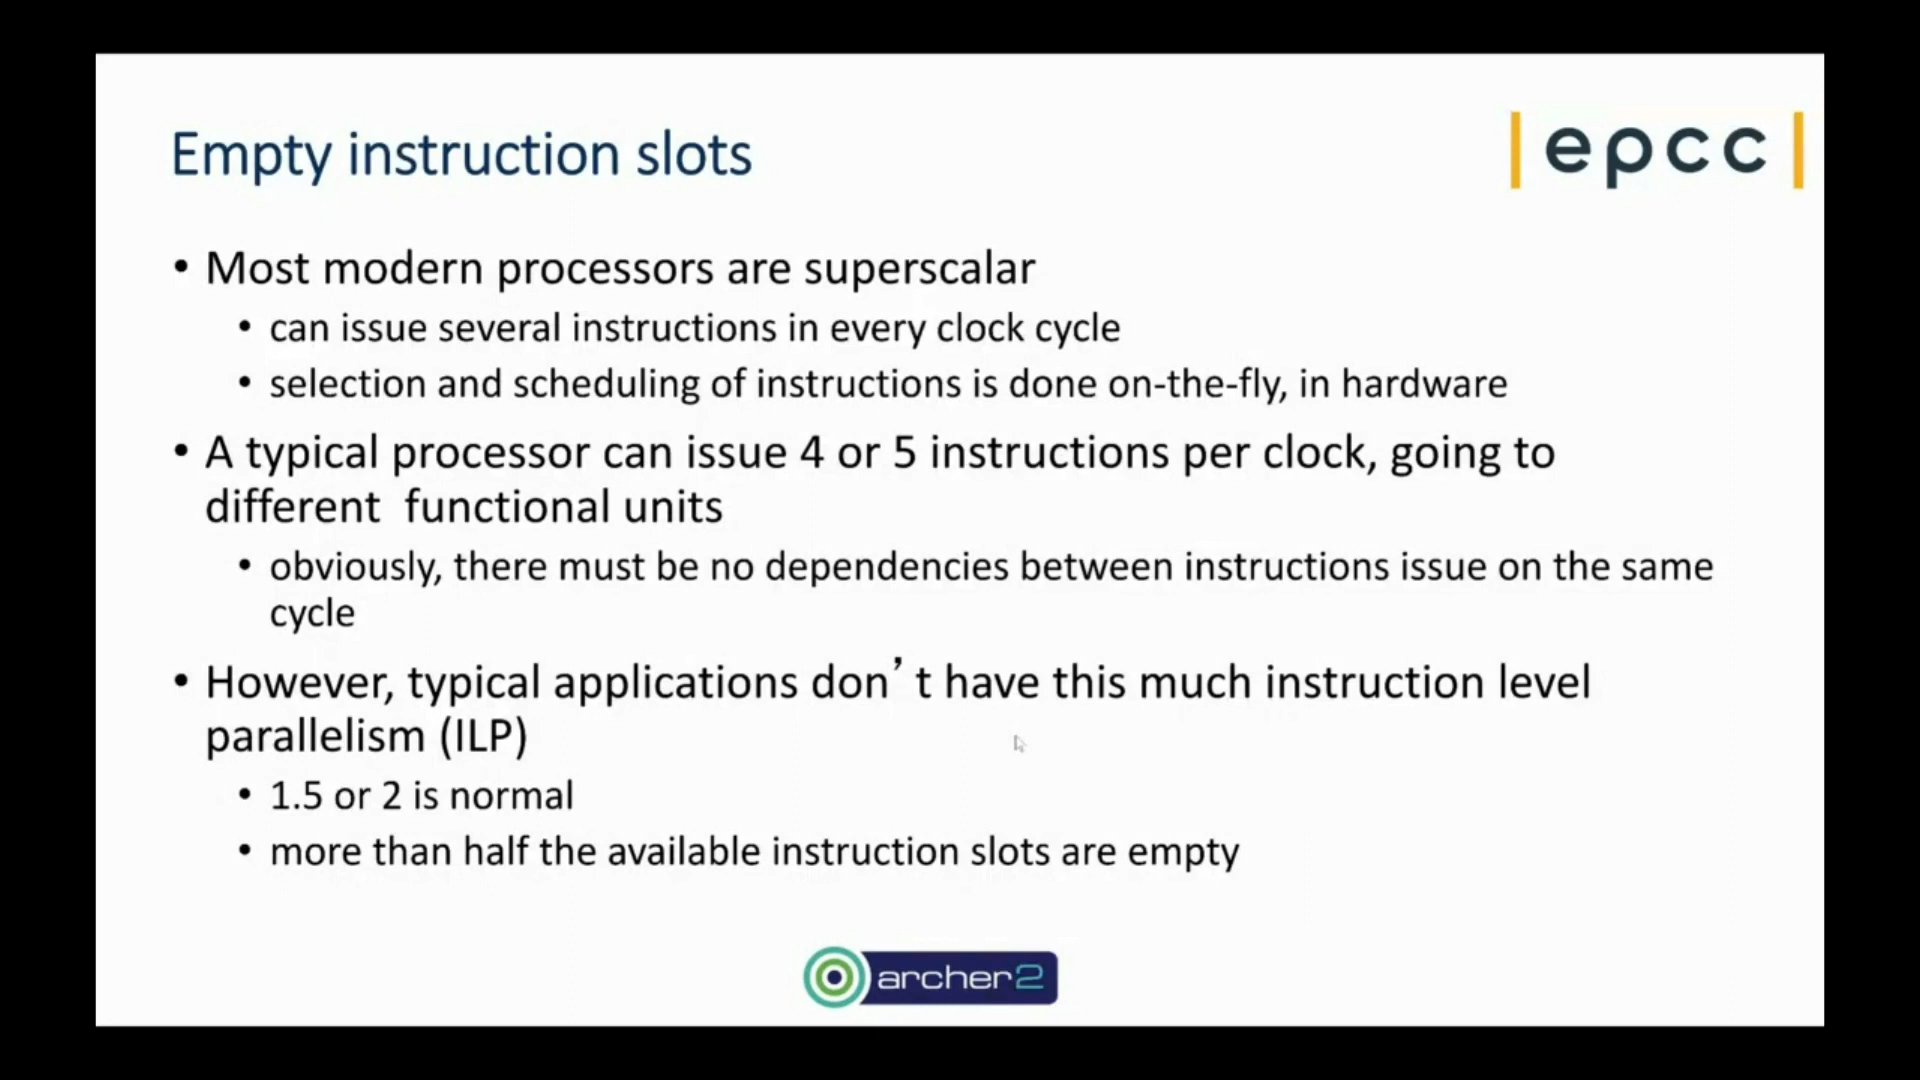 Empty instruction slots
|epcc|
• Most modern processors are superscalar
• can issue several instructions in every clock cycle
• selection and scheduling of instructions is done on-the-fly, in hardware
• A typical processor can issue 4 or 5 instructions per clock, going to
different  functional units
• obviously, there must be no dependencies between instructions issue on the same
cycle
• However, typical applications don’t have this much instruction level
parallelism (ILP)
• 1.5 or 2 is normal
• more than half the available instruction slots are empty
archer2